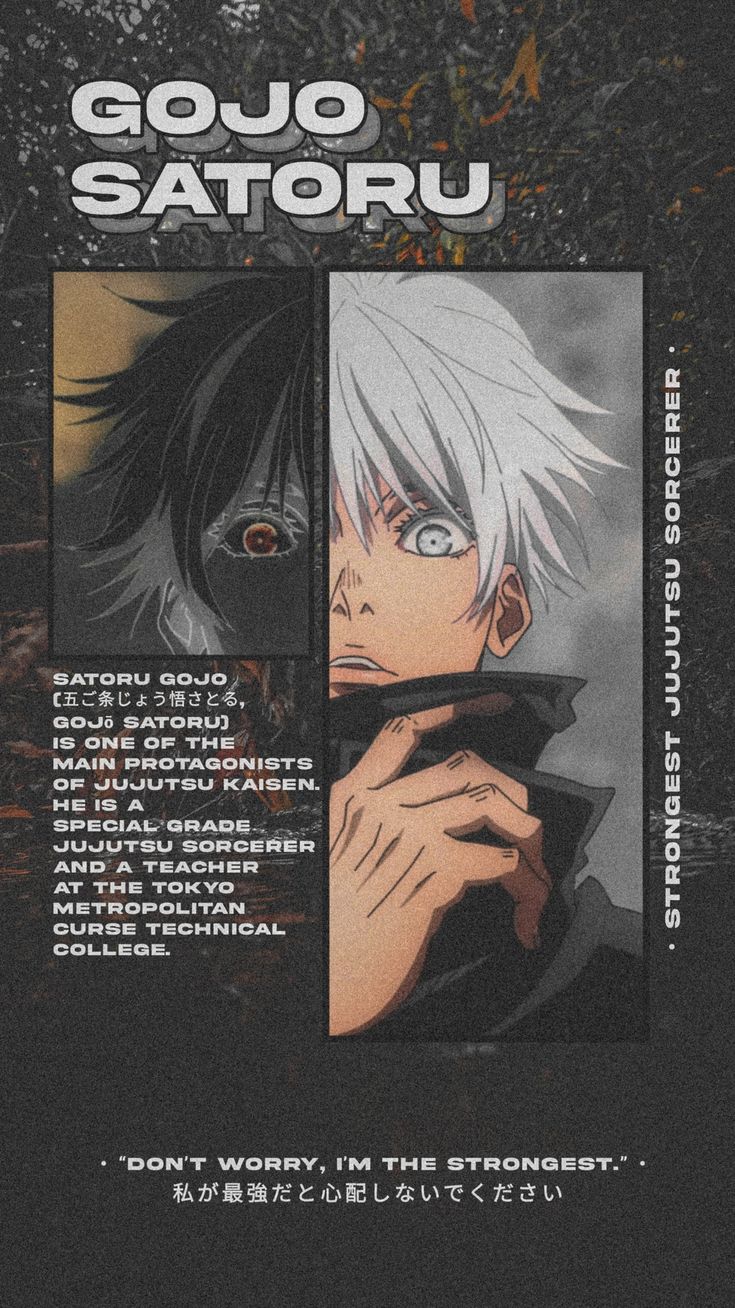 GOJO
SATORU
SATORU GOJO
(五ご条じょう悟さとる,
GOJō SATORU)
IS ONE OF THE
MAIN PROTAGONISTS
OF JUJUTSU KAISEN.
HE IS A
SPECIAL GRADE
JUJUTSU SORCERER
AND A TEACHER
AT THE TOKYO
METROPOLITAN
CURSE TECHNICAL
COLLEGE.
• STRONGEST JUJUTSU SORCERER •
• “DON'T WORRY, I'M THE STRONGEST.” •
私が最強だと心配しないでください